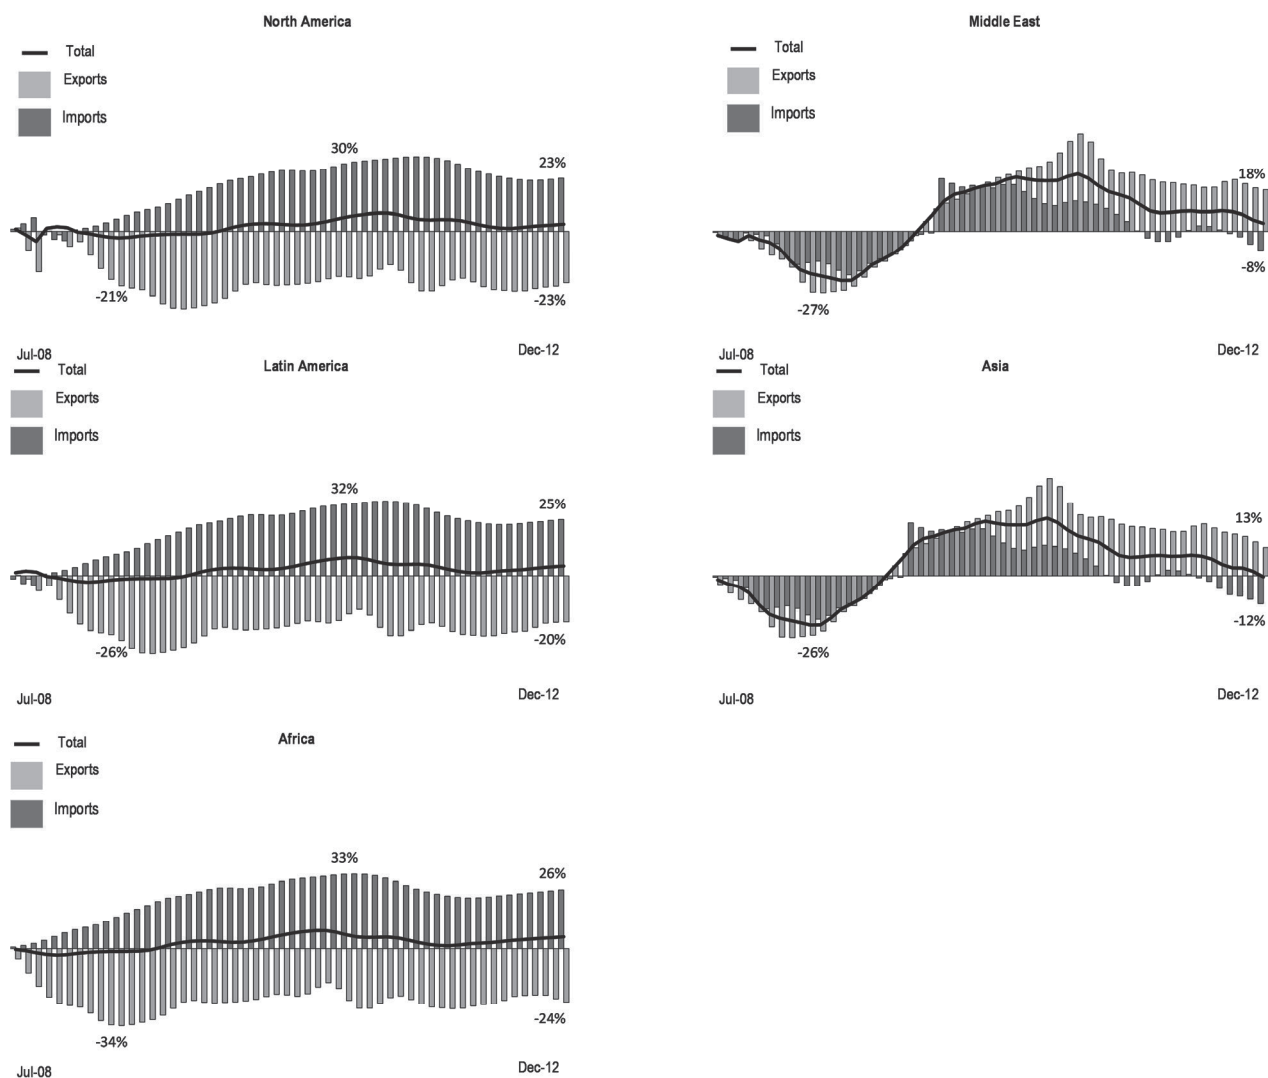 North America
Total
Exports
Imports
30%
23%
-21%
-23%
Jul-08
Dec-12
Middle East
Total
Exports
Imports
18%
-8%
-27%
Jul-08
Dec-12
Latin America
Total
Exports
Imports
32%
25%
-26%
-20%
Jul-08
Dec-12
Asia
Total
Exports
Imports
13%
-12%
-26%
Jul-08
Dec-12
Africa
Total
Exports
Imports
33%
26%
-34%
-24%
Jul-08
Dec-12